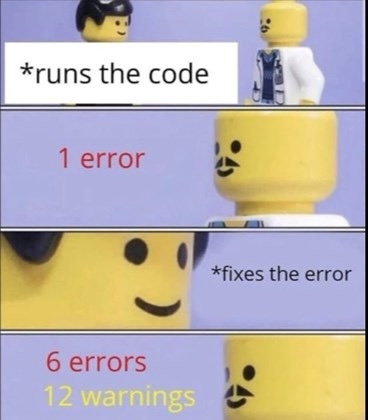 *runs the code
1 error
*fixes the error
6 errors
12 warnings